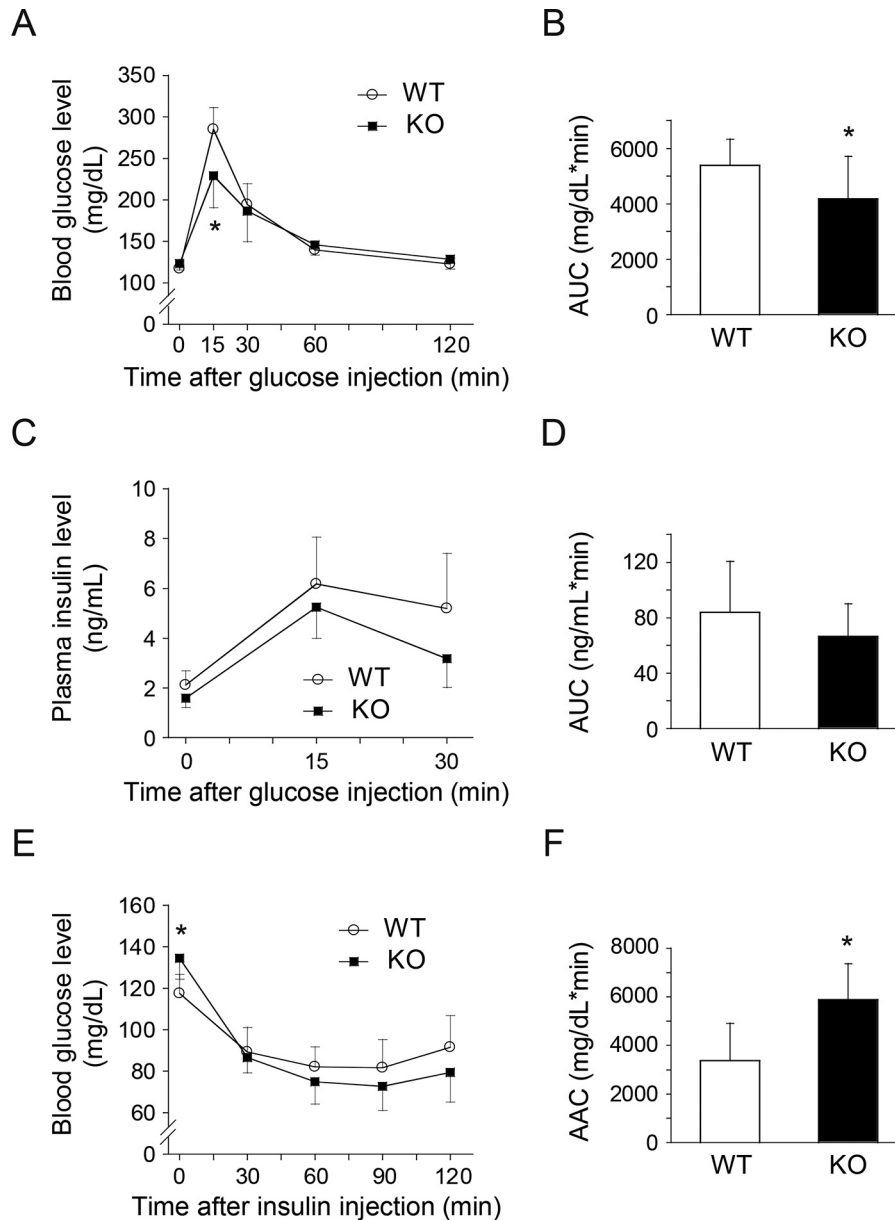 A
Blood glucose level
(mg/dL)
350
300
250
200
150
100
0
WT
KO
*
0 15 30 60 120
Time after glucose injection (min)
B
AUC (mg/dL*min)
6000
4000
2000
0
*
WT KO
C
Plasma insulin level
(ng/mL)
10
8
6
4
2
0
WT
KO
0 15 30
Time after glucose injection (min)
D
AUC (ng/mL*min)
120
80
40
0
WT KO
E
Blood glucose level
(mg/dL)
160
140
120
100
80
60
0
*
WT
KO
0 30 60 90 120
Time after insulin injection (min)
F
AAC (mg/dL*min)
8000
6000
4000
2000
0
*
WT KO